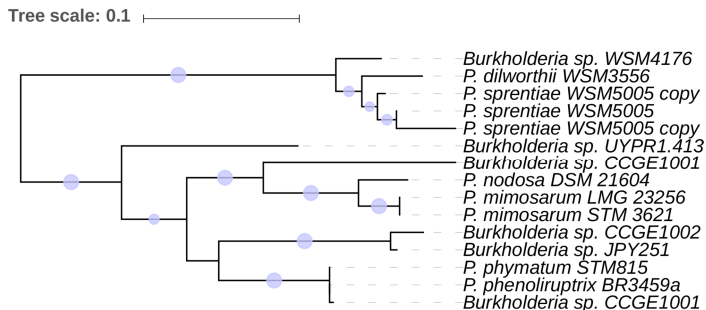 Tree scale: 0.1
Burkholderia sp. WSM4176
P. dilworthii WSM3556
P. sprentiae WSM5005 copy
P. sprentiae WSM5005
P. sprentiae WSM5005 copy
Burkholderia sp. UYPR1.413
Burkholderia sp. CCGE1001
P. nodosa DSM 21604
P. mimosarum LMG 23256
P. mimosarum STM 3621
Burkholderia sp. CCGE1002
Burkholderia sp. JPY251
P. phymatum STM815
P. phenoliruptrix BR3459a
Burkholderia sp. CCGE1001